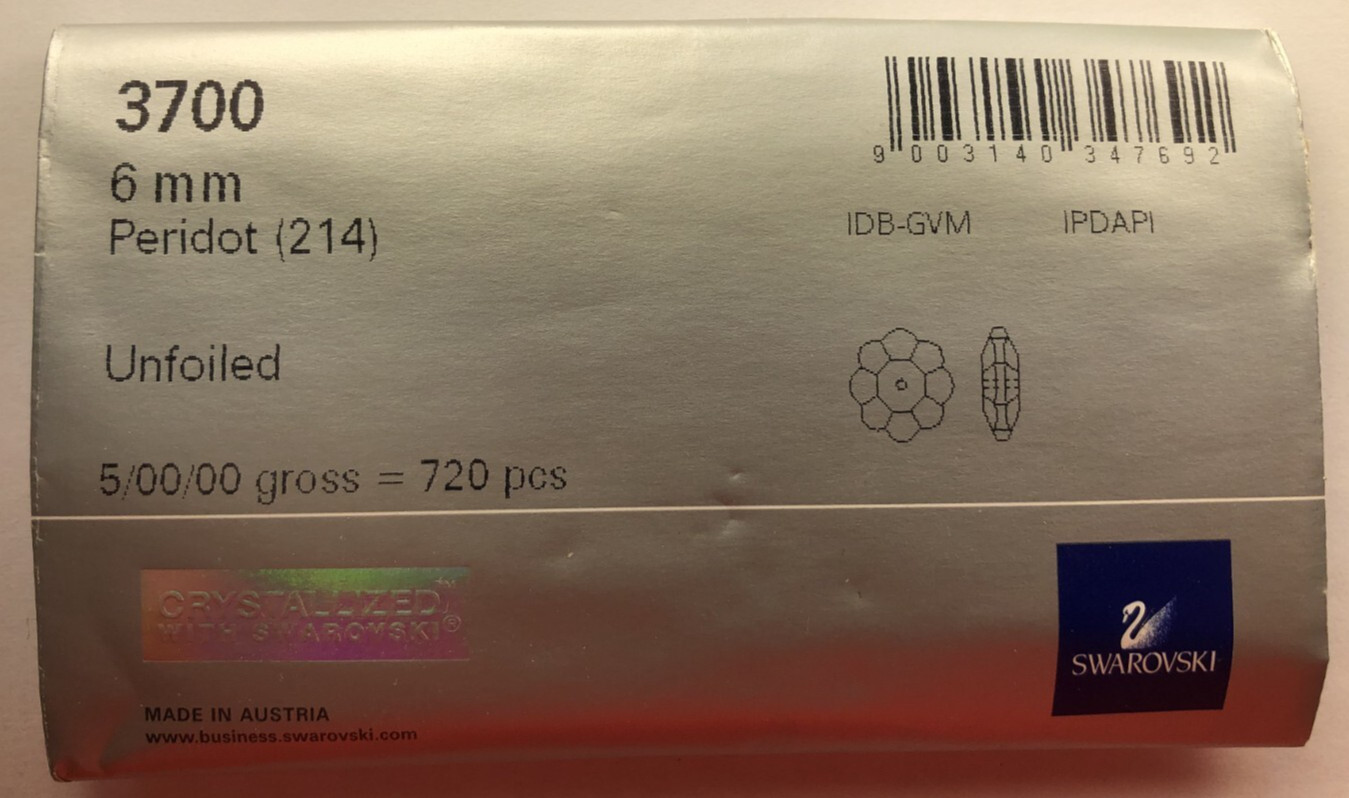 3700
6 mm
Peridot (214)
Unfoiled
5/00/00 gross = 720 pcs
9 003140 347692
IDB-GVM IPDAPI
CRYSTALLIZED™
WITH SWAROVSKI®
SWAROVSKI
MADE IN AUSTRIA
www.business.swarovski.com